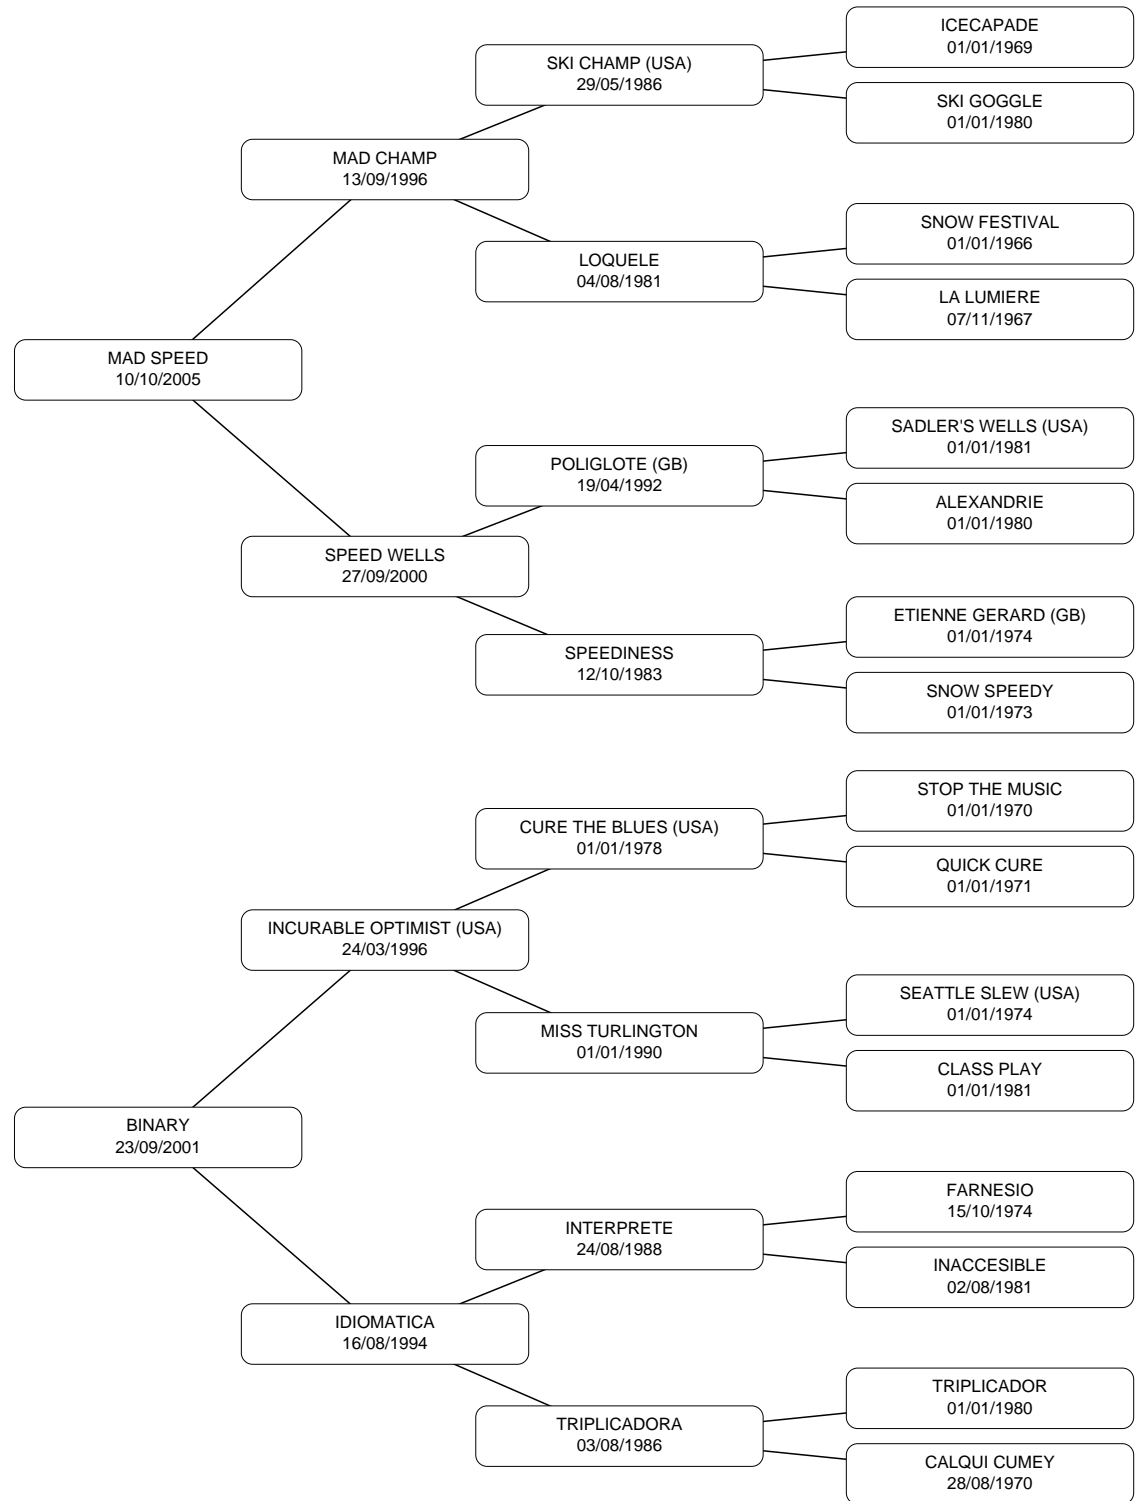 ICECAPADE
01/01/1969
SKI CHAMP (USA)
29/05/1986
SKI GOGGLE
01/01/1980
MAD CHAMP
13/09/1996
SNOW FESTIVAL
01/01/1966
LOQUELE
04/08/1981
LA LUMIERE
07/11/1967
MAD SPEED
10/10/2005
SADLER'S WELLS (USA)
01/01/1981
POLIGLOTE (GB)
19/04/1992
ALEXANDRIE
01/01/1980
SPEED WELLS
27/09/2000
ETIENNE GERARD (GB)
01/01/1974
SPEEDINESS
12/10/1983
SNOW SPEEDY
01/01/1973
STOP THE MUSIC
01/01/1970
CURE THE BLUES (USA)
01/01/1978
QUICK CURE
01/01/1971
INCURABLE OPTIMIST (USA)
24/03/1996
SEATTLE SLEW (USA)
01/01/1974
MISS TURLINGTON
01/01/1990
CLASS PLAY
01/01/1981
BINARY
23/09/2001
FARNESIO
15/10/1974
INTERPRETE
24/08/1988
INACCESIBLE
02/08/1981
IDIOMATICA
16/08/1994
TRIPLICADOR
01/01/1980
TRIPLICADORA
03/08/1986
CALQUI CUMEY
28/08/1970